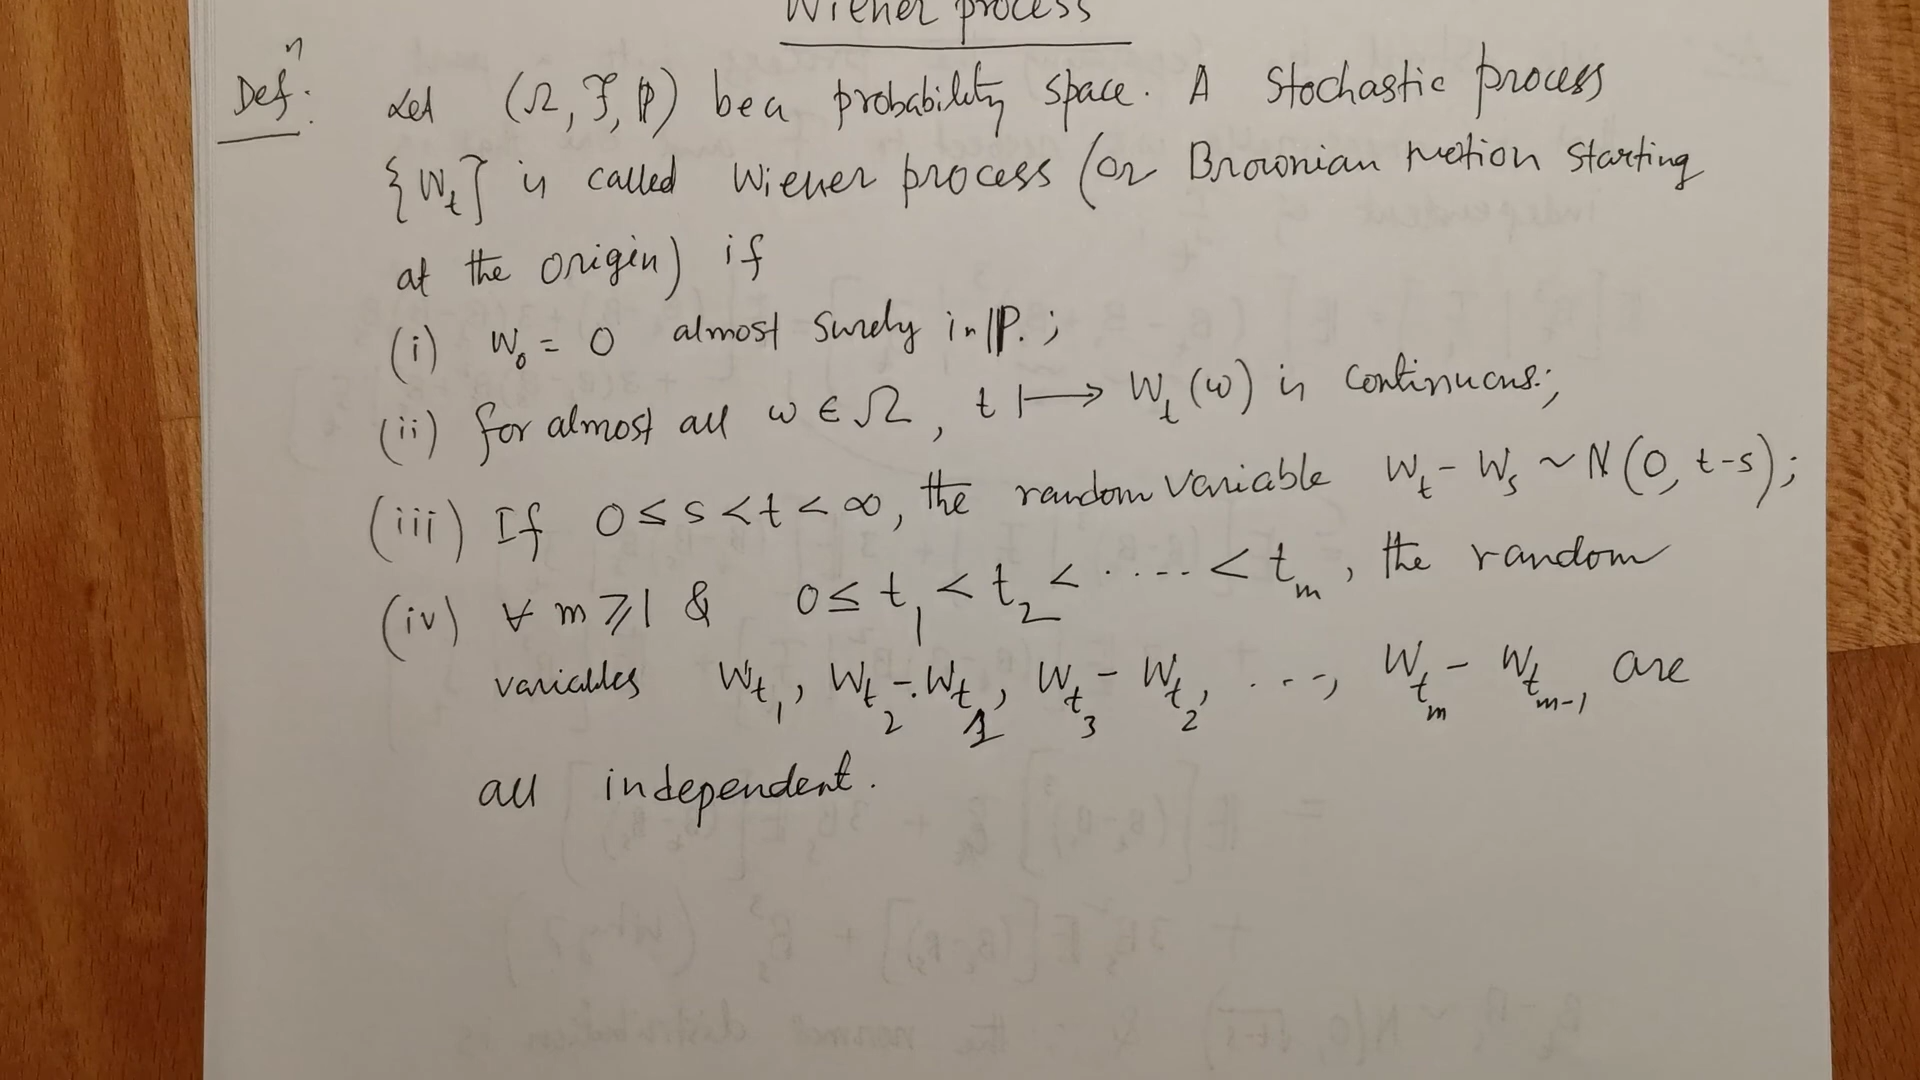 Wiener process
Defⁿ: Let (Ω, ℱ, ℙ) be a probability space. A Stochastic process
{W_t} is called Wiener process (or Brownian motion starting
at the origin) if
(i) W_0 = 0 almost surely in ℙ.;
(ii) for almost all ω ∈ Ω, t ⟼ W_t(ω) is continuous.;
(iii) If 0 ≤ s < t < ∞, the random variable W_t - W_s ~ N(0, t-s);
(iv) ∀ m ≥ 1 & 0 ≤ t_1 < t_2 < ..... < t_m, the random
variables W_{t_1}, W_{t_2} - W_{t_1}, W_{t_3} - W_{t_2}, ..., W_{t_m} - W_{t_{m-1}} are
all independent.